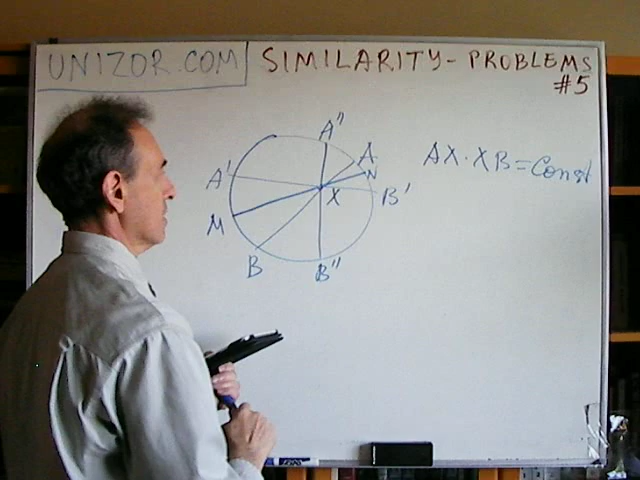 UNIZOR.COM SIMILARITY - PROBLEMS
#5
A"
A
A'
N
AX · XB = Const
X
B'
M
B
B"